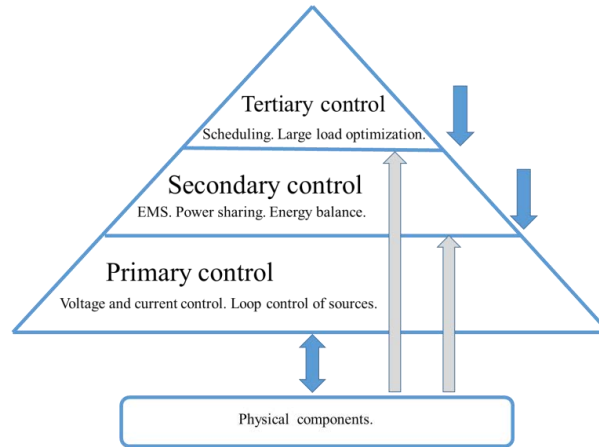 Tertiary control
Scheduling. Large load optimization.
Secondary control
EMS. Power sharing. Energy balance.
Primary control
Voltage and current control. Loop control of sources.
Physical components.